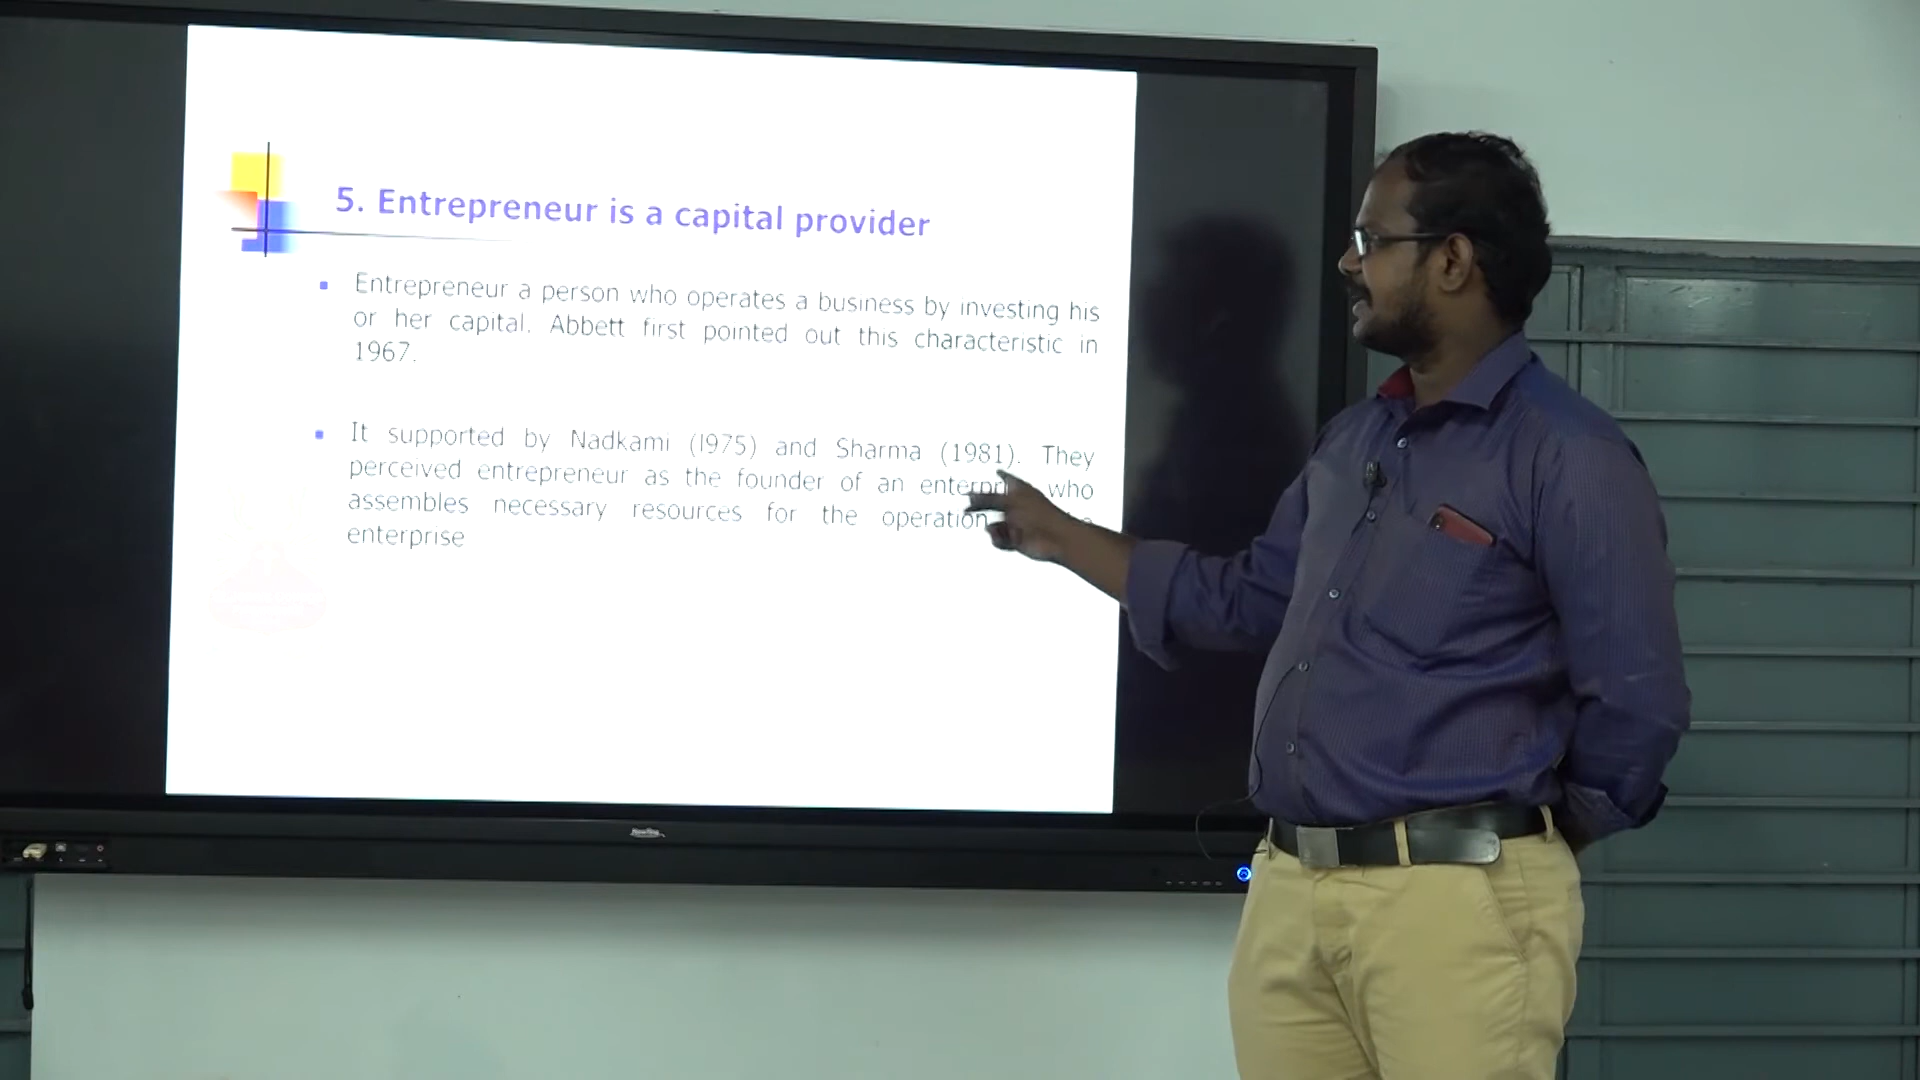 5. Entrepreneur is a capital provider
Entrepreneur a person who operates a business by investing his
or her capital. Abbett first pointed out this characteristic in
1967.
It supported by Nadkami (l975) and Sharma (1981). They
perceived entrepreneur as the founder of an who
assembles necessary resources for the operation
enterprise